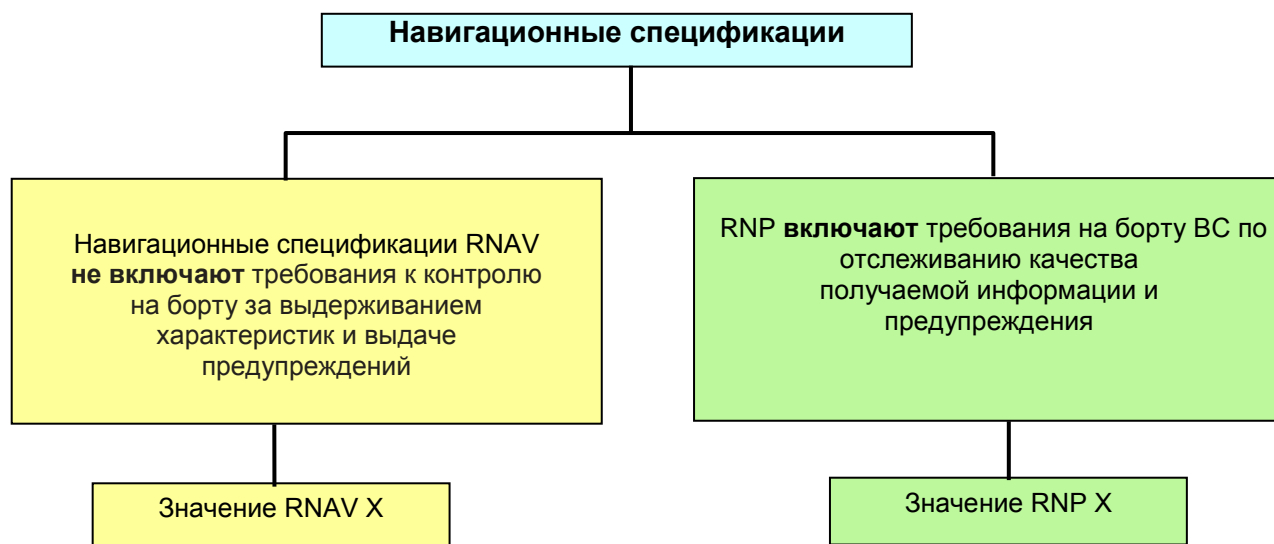 Навигационные спецификации
Навигационные спецификации RNAV
не включают требования к контролю
на борту за выдерживанием
характеристик и выдаче
предупреждений
RNP включают требования на борту ВС по
отслеживанию качества
получаемой информации и
предупреждения
Значение RNAV X
Значение RNP X